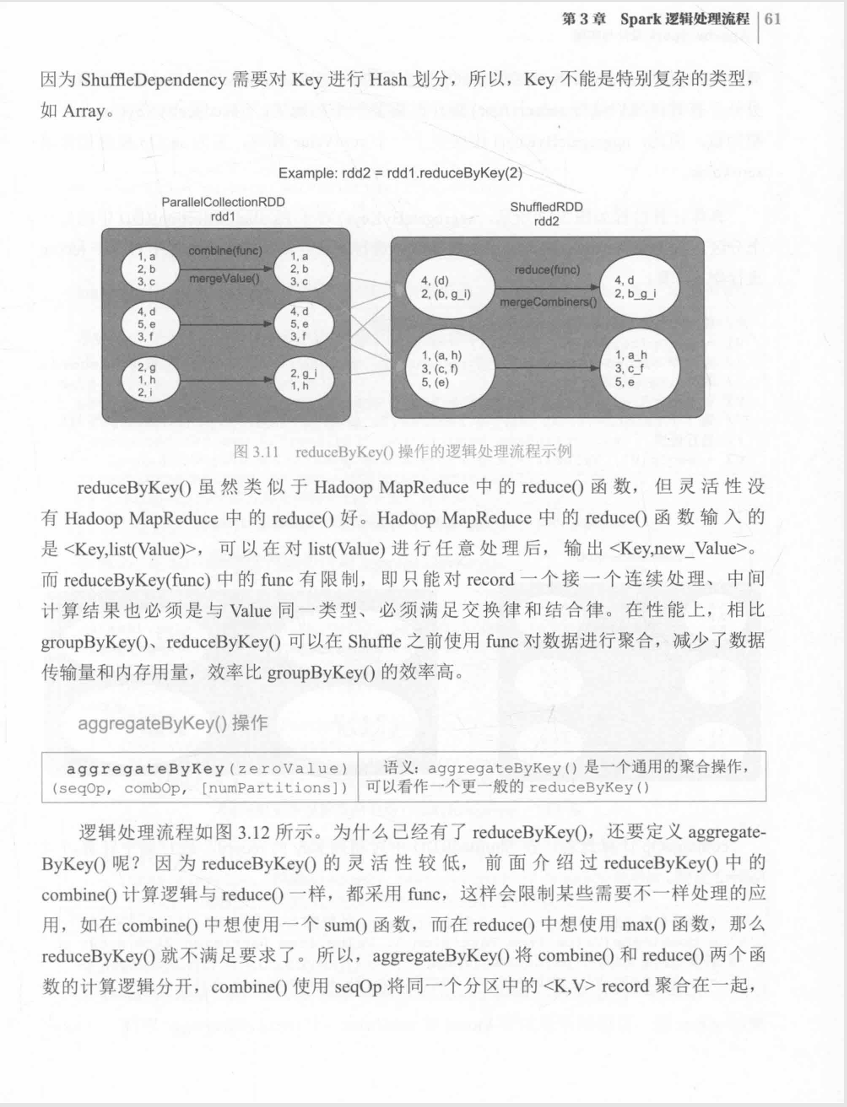 第 3 章 Spark 逻辑处理流程 61
因为 ShuffleDependency 需要对 Key 进行 Hash 划分，所以，Key 不能是特别复杂的类型，
如 Array。
Example: rdd2 = rdd1.reduceByKey(2)
ParallelCollectionRDD
rdd1
ShuffledRDD
rdd2
1, a
2, b
3, c
combine(func)
mergeValue()
1, a
2, b
3, c
4, d
5, e
3, f
4, d
5, e
3, f
2, g
1, h
2, i
2, g_i
1, h
4, (d)
2, (b, g_i)
reduce(func)
mergeCombiners()
4, d
2, b_g_i
1, (a, h)
3, (c, f)
5, (e)
1, a_h
3, c_f
5, e
图 3.11 reduceByKey() 操作的逻辑处理流程示例
reduceByKey() 虽然类似于 Hadoop MapReduce 中的 reduce() 函数，但灵活性没
有 Hadoop MapReduce 中的 reduce() 好。Hadoop MapReduce 中的 reduce() 函数输入的
是 <Key,list(Value)>，可以在对 list(Value) 进行任意处理后，输出 <Key,new_Value>。
而 reduceByKey(func) 中的 func 有限制，即只能对 record 一个接一个连续处理、中间
计算结果也必须是与 Value 同一类型、必须满足交换律和结合律。在性能上，相比
groupByKey()、reduceByKey() 可以在 Shuffle 之前使用 func 对数据进行聚合，减少了数据
传输量和内存用量，效率比 groupByKey() 的效率高。
aggregateByKey() 操作
aggregateByKey(zeroValue)
(seqOp, combOp, [numPartitions])
语义：aggregateByKey() 是一个通用的聚合操作，
可以看作一个更一般的 reduceByKey()
逻辑处理流程如图 3.12 所示。为什么已经有了 reduceByKey()，还要定义 aggregate-
ByKey() 呢？因为 reduceByKey() 的灵活性较低，前面介绍过 reduceByKey() 中的
combine() 计算逻辑与 reduce() 一样，都采用 func，这样会限制某些需要不一样处理的应
用，如在 combine() 中想使用一个 sum() 函数，而在 reduce() 中想使用 max() 函数，那么
reduceByKey() 就不满足要求了。所以，aggregateByKey() 将 combine() 和 reduce() 两个函
数的计算逻辑分开，combine() 使用 seqOp 将同一个分区中的 <K,V> record 聚合在一起，